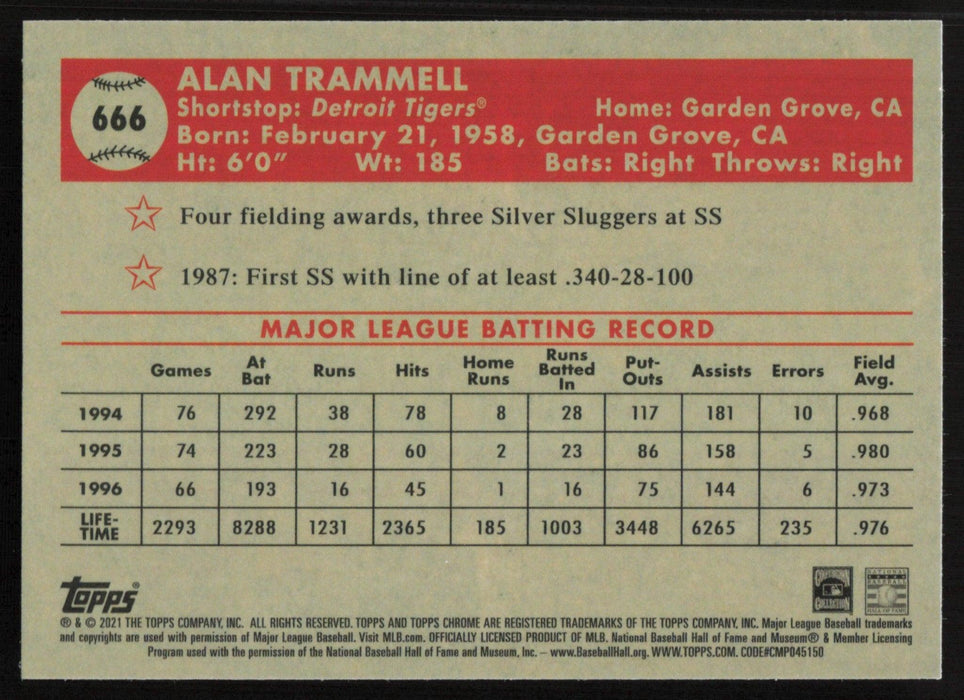 666
ALAN TRAMMELL
Shortstop: Detroit Tigers® Home: Garden Grove, CA
Born: February 21, 1958, Garden Grove, CA
Ht: 6'0" Wt: 185 Bats: Right Throws: Right
Four fielding awards, three Silver Sluggers at SS
1987: First SS with line of at least .340-28-100
MAJOR LEAGUE BATTING RECORD
Games At Bat Runs Hits Home Runs Runs Batted In Put-Outs Assists Errors Field Avg.
1994 76 292 38 78 8 28 117 181 10 .968
1995 74 223 28 60 2 23 86 158 5 .980
1996 66 193 16 45 1 16 75 144 6 .973
LIFE-TIME 2293 8288 1231 2365 185 1003 3448 6265 235 .976
Topps®
COOPERSTOWN COLLECTION
NATIONAL BASEBALL HALL OF FAME
® & © 2021 THE TOPPS COMPANY, INC. ALL RIGHTS RESERVED. TOPPS AND TOPPS CHROME ARE REGISTERED TRADEMARKS OF THE TOPPS COMPANY, INC. Major League Baseball trademarks
and copyrights are used with permission of Major League Baseball. Visit MLB.com. OFFICIALLY LICENSED PRODUCT OF MLB. National Baseball Hall of Fame and Museum® & Member Licensing
Program used with the permission of the National Baseball Hall of Fame and Museum, Inc. – www.BaseballHall.org. WWW.TOPPS.COM. CODE#CMP045150